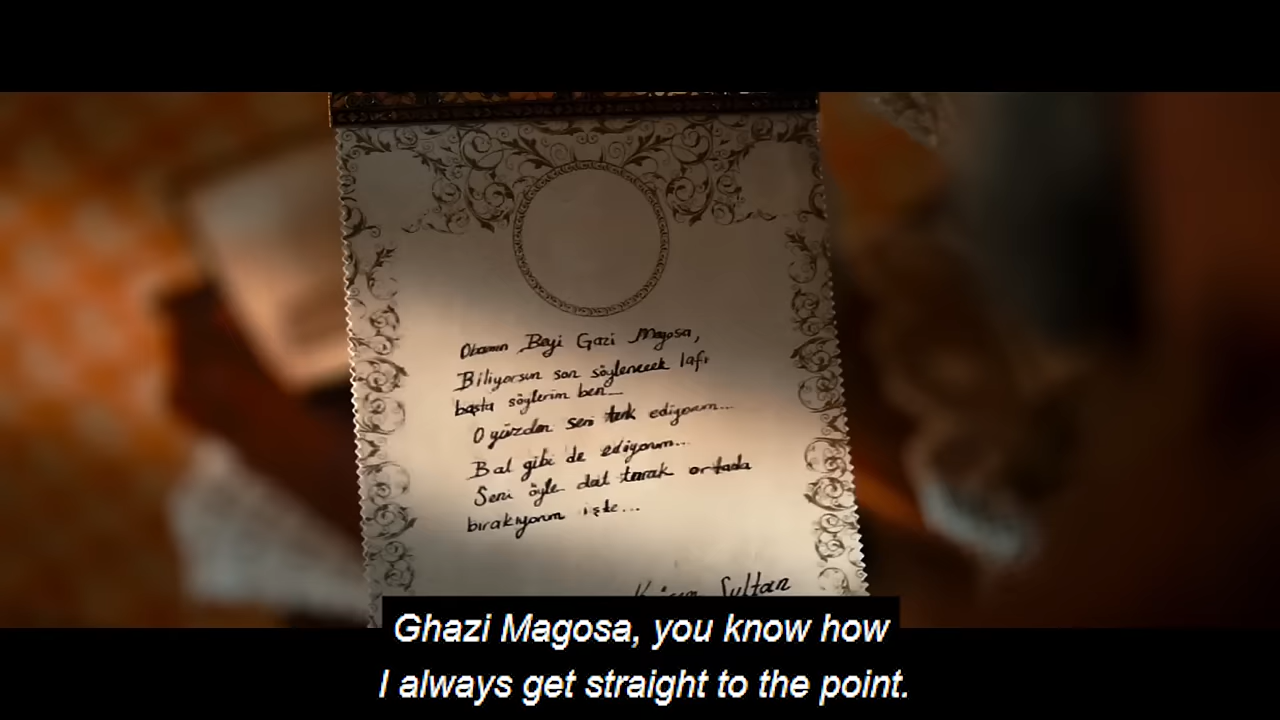 Obamın Beyi Gazi Magosa,
Biliyorsun son söylenecek lafı
başta söylerim ben...
O yüzden seni terk ediyorum...
Bal gibi de ediyorum...
Seni öyle dat tarak ortada
bırakıyorum işte...
Sultan
Ghazi Magosa, you know how
I always get straight to the point.